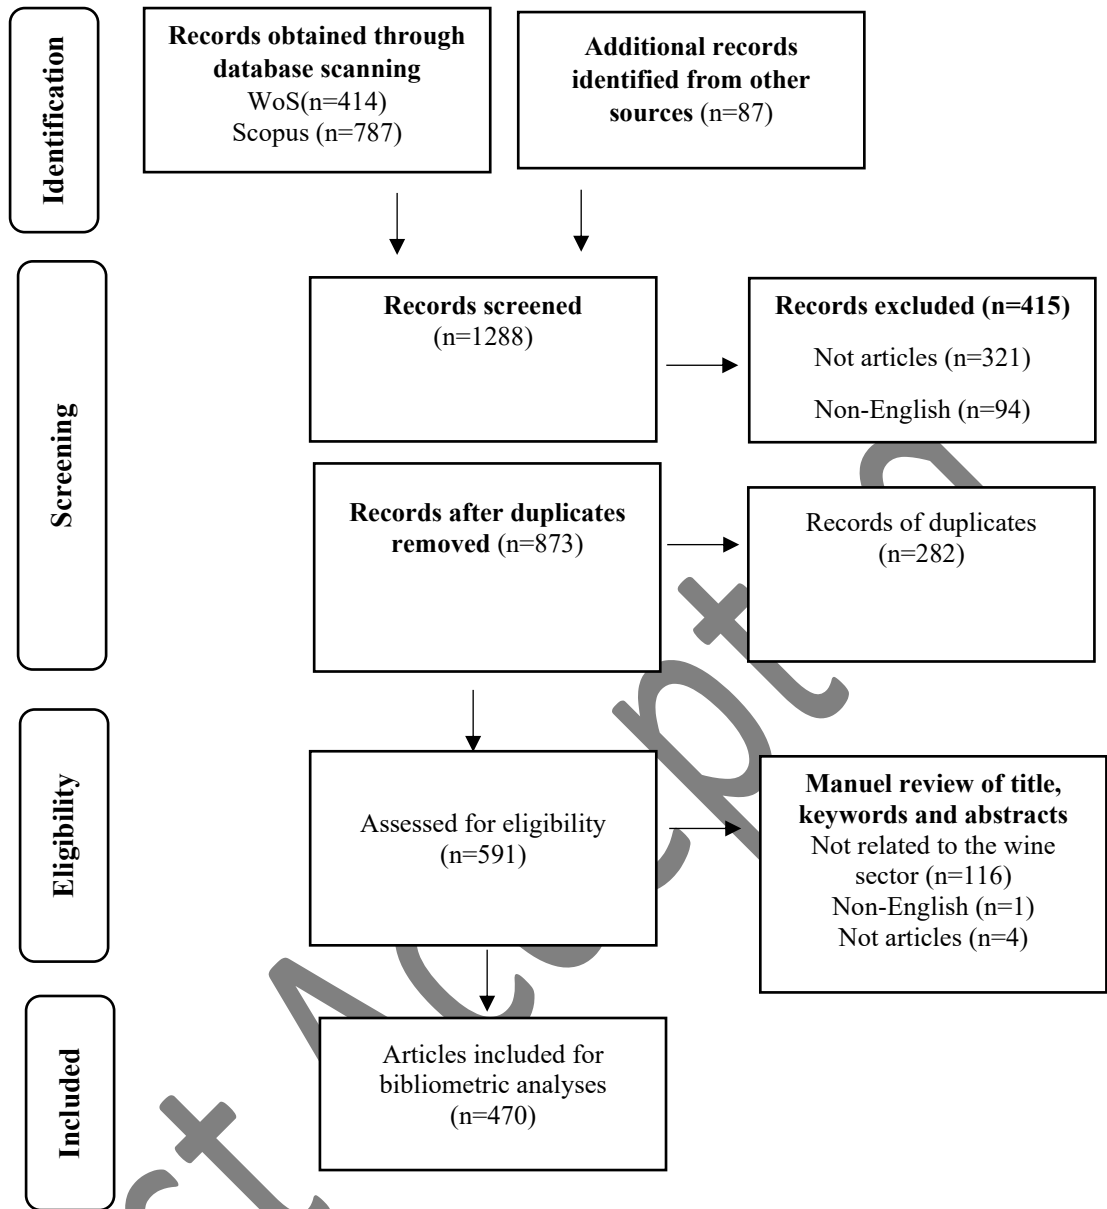 Identification
Records obtained through
database scanning
WoS(n=414)
Scopus (n=787)
Additional records
identified from other
sources (n=87)
Screening
Records screened
(n=1288)
Records excluded (n=415)
Not articles (n=321)
Non-English (n=94)
Records after duplicates
removed (n=873)
Records of duplicates
(n=282)
Eligibility
Assessed for eligibility
(n=591)
Manuel review of title,
keywords and abstracts
Not related to the wine
sector (n=116)
Non-English (n=1)
Not articles (n=4)
Included
Articles included for
bibliometric analyses
(n=470)